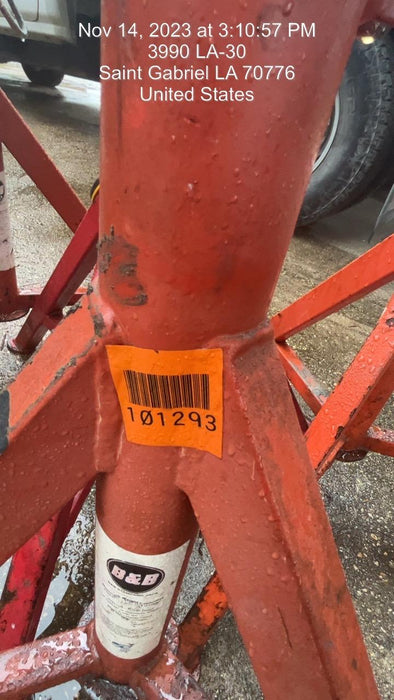 Nov 14, 2023 at 3:10:57 PM
3990 LA-30
Saint Gabriel LA 70776
United States
101293
B&B